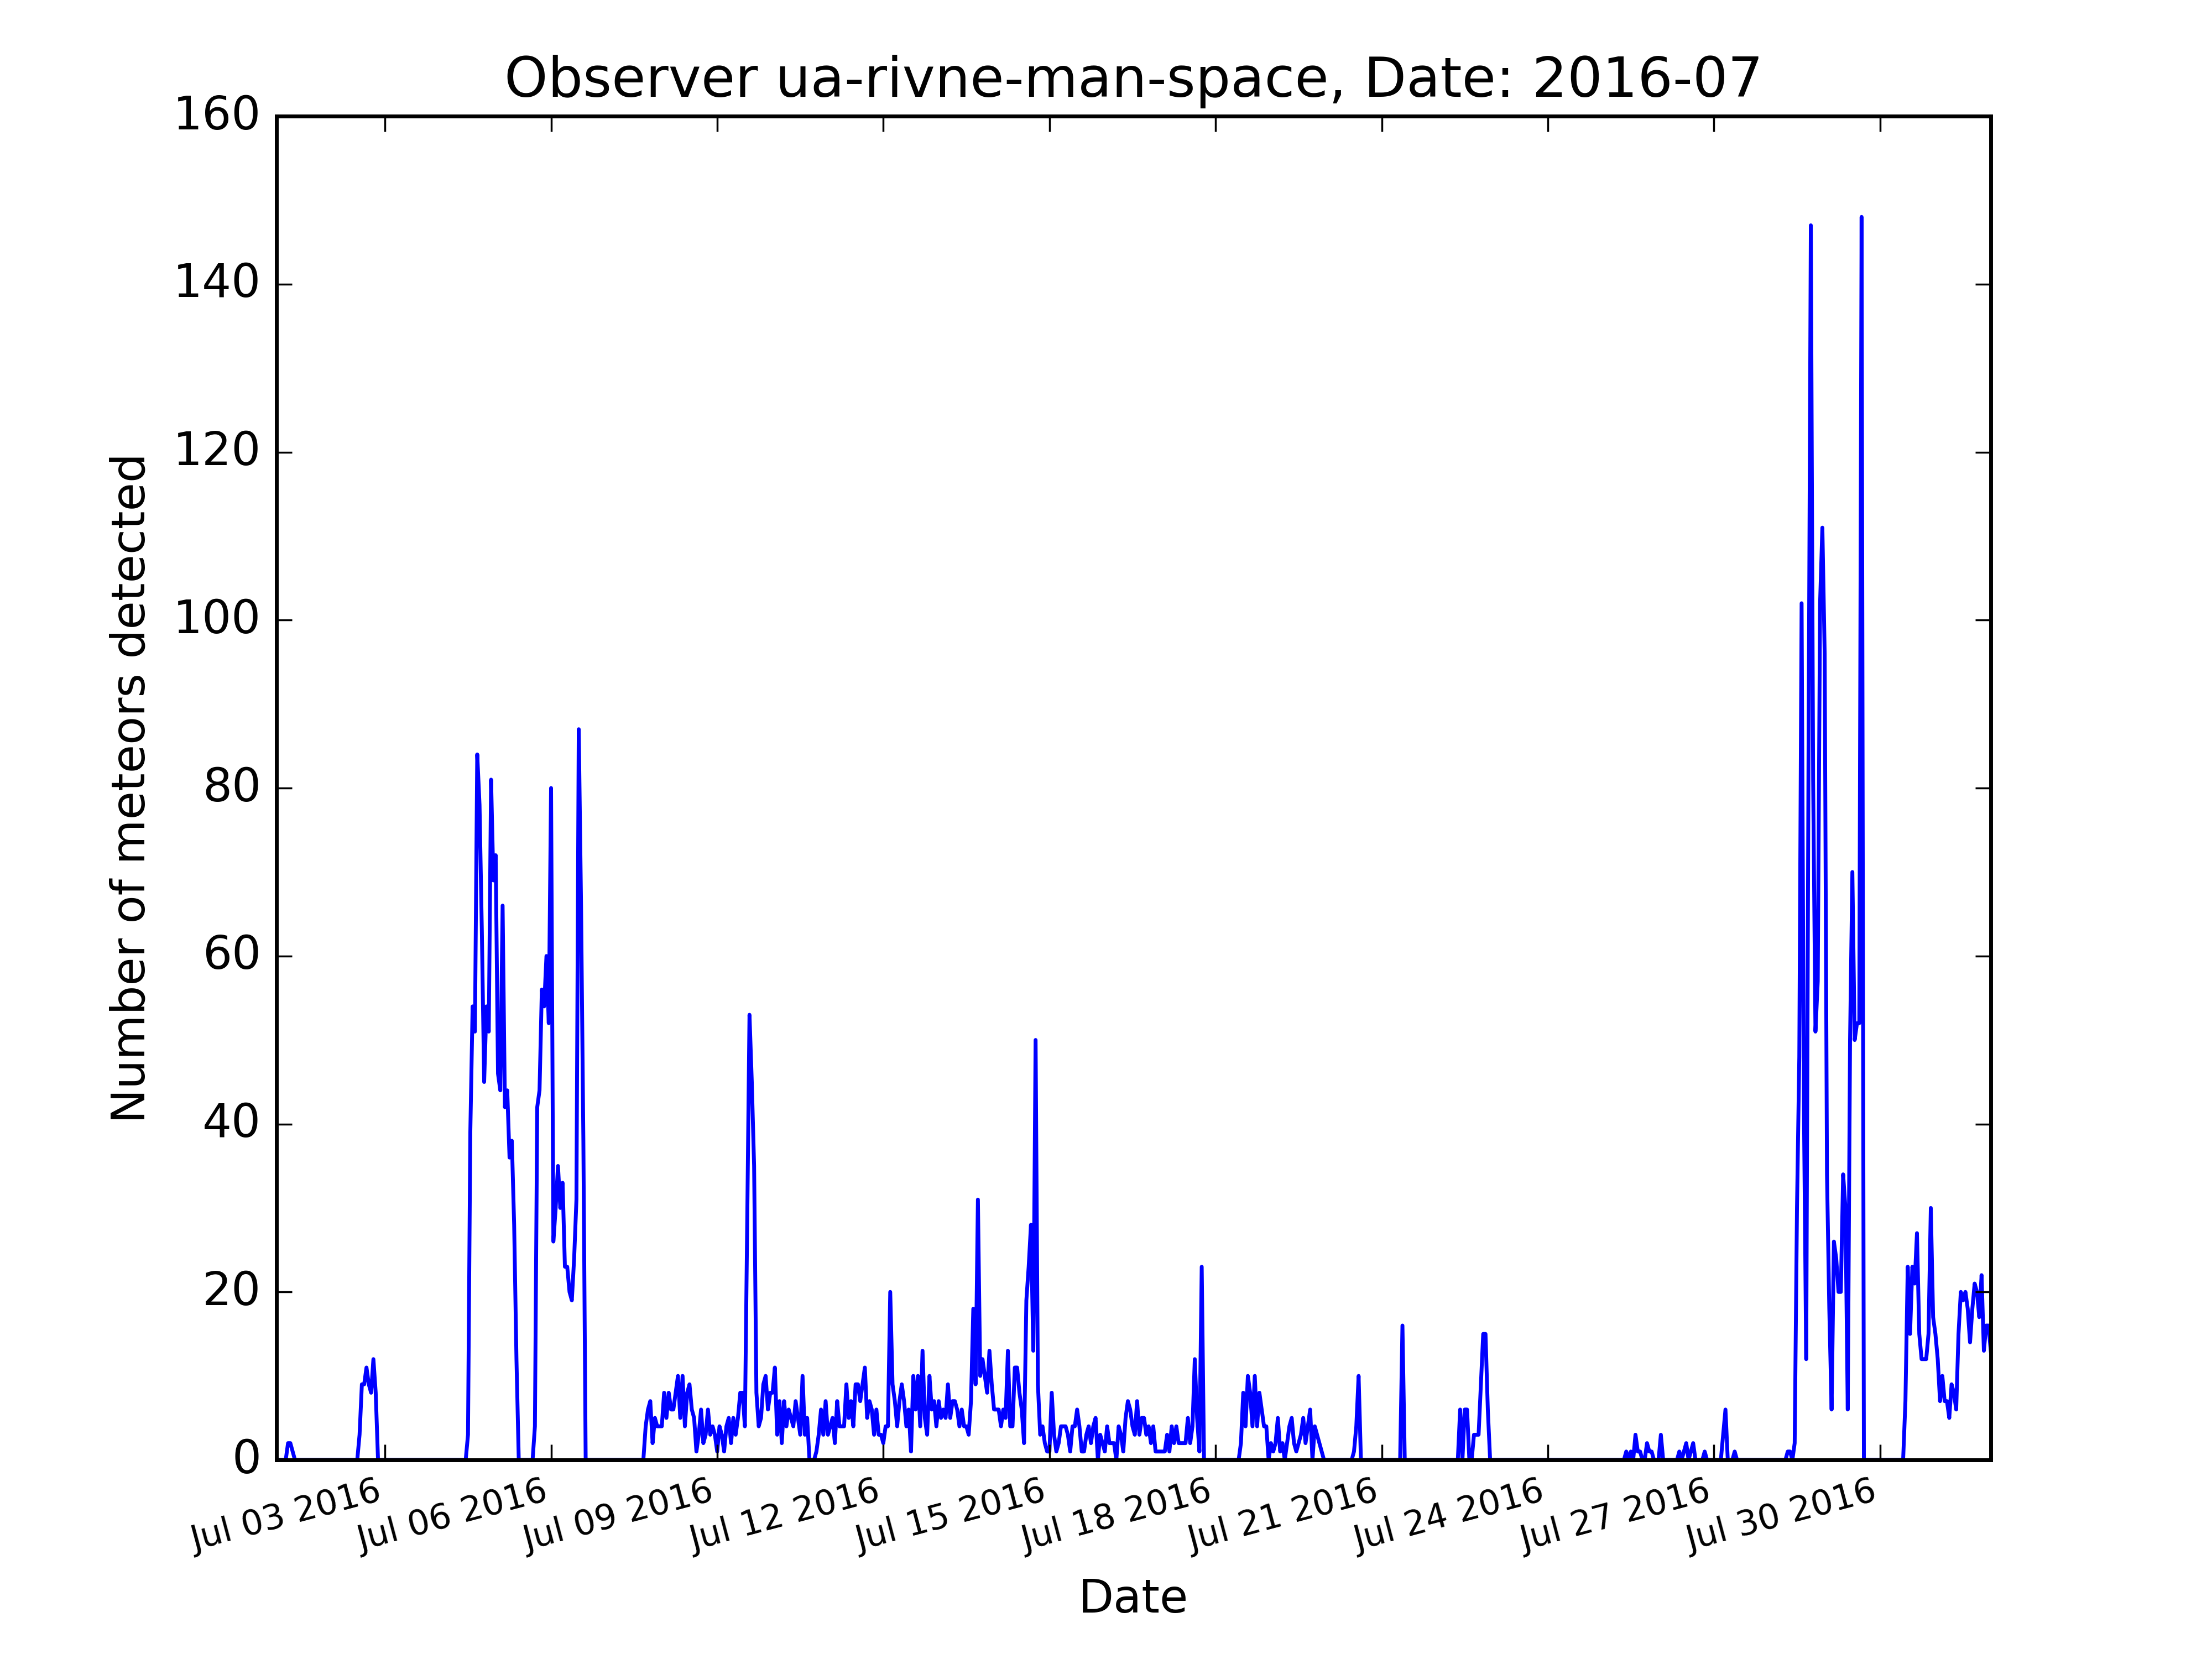 Observer ua-rivne-man-space, Date: 2016-07
160
140
120
100
80
60
40
20
0
Number of meteors detected
Jul 03 2016
Jul 06 2016
Jul 09 2016
Jul 12 2016
Jul 15 2016
Jul 18 2016
Jul 21 2016
Jul 24 2016
Jul 27 2016
Jul 30 2016
Date